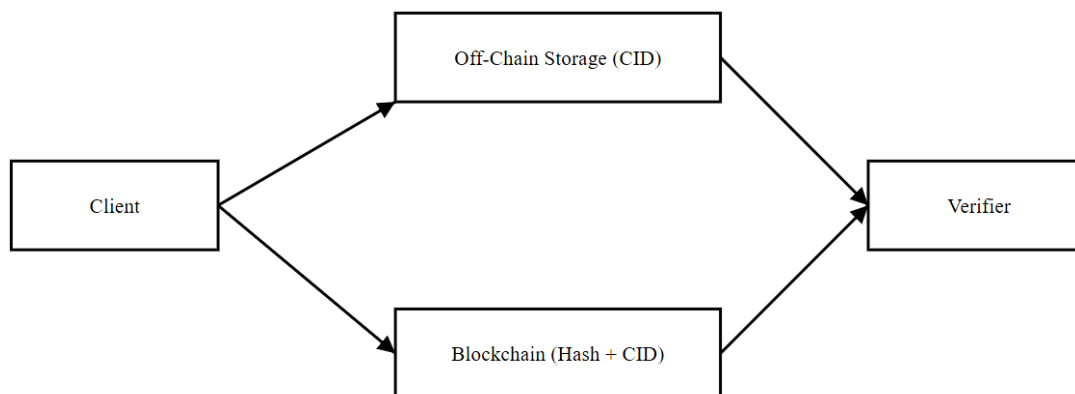 Off-Chain Storage (CID)
Client
Verifier
Blockchain (Hash + CID)